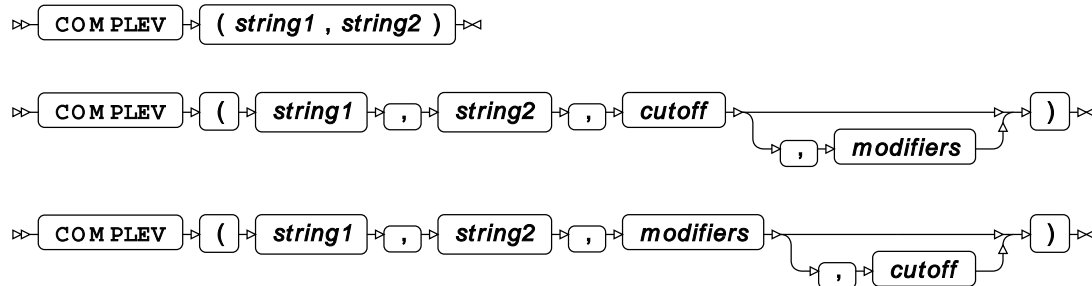 COMPLEV ( string1 , string2 )
COMPLEV ( string1 , string2 , cutoff , modifiers )
COMPLEV ( string1 , string2 , modifiers , cutoff )